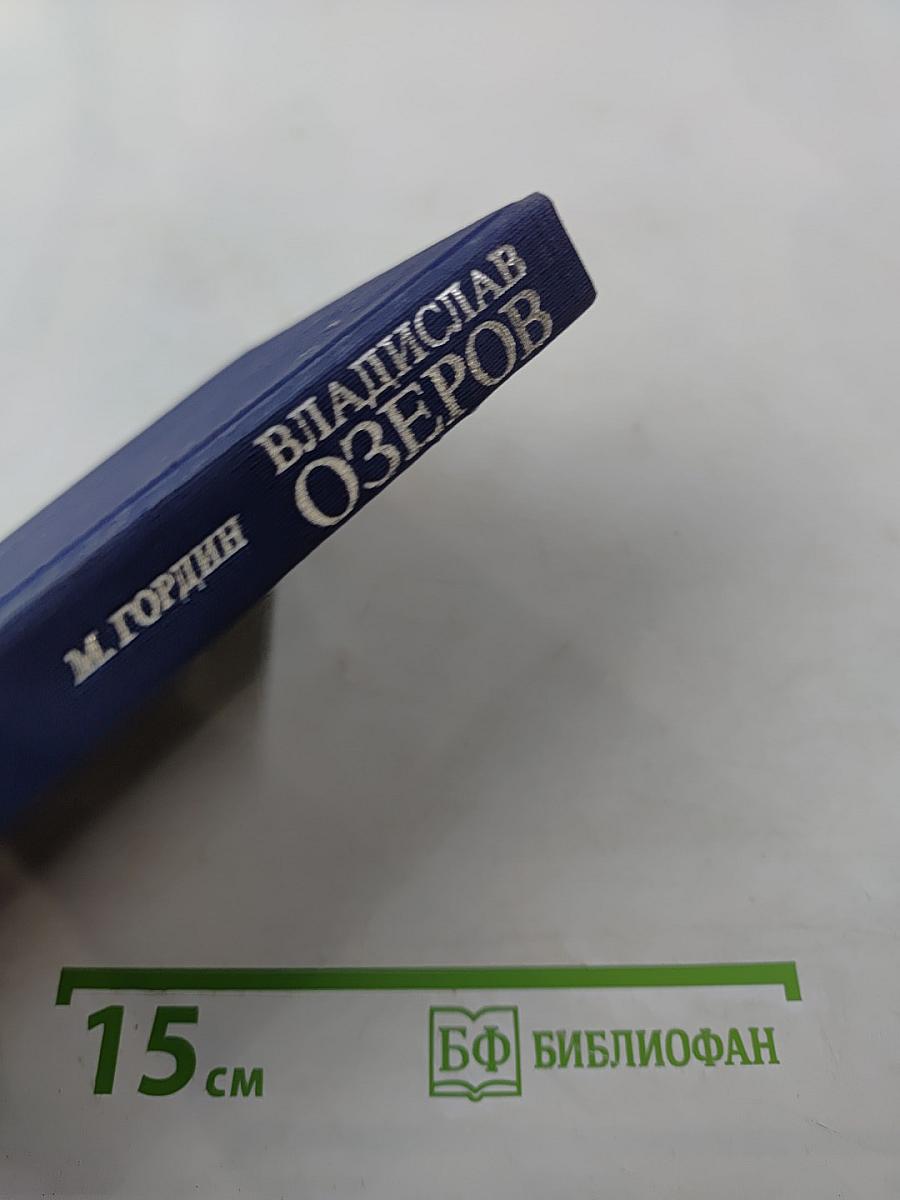 М. ГОРДИН
ВЛАДИСЛАВ
ОЗЕРОВ
15 см
БФ БИБЛИОФАН